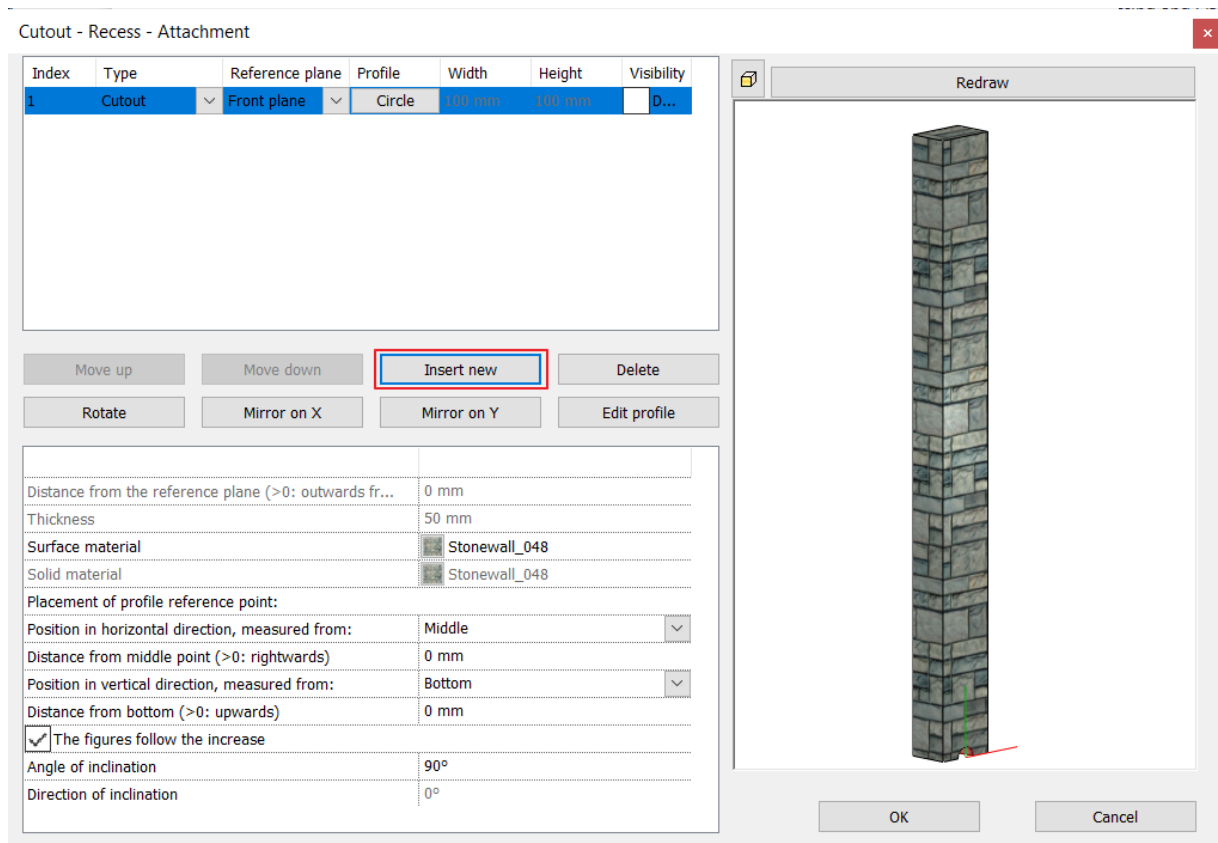 Cutout - Recess - Attachment
Index Type Reference plane Profile Width Height Visibility
1 Cutout Front plane Circle 100 mm 100 mm D...
Redraw
Move up Move down Insert new Delete
Rotate Mirror on X Mirror on Y Edit profile
Distance from the reference plane (>0: outwards fr... 0 mm
Thickness 50 mm
Surface material Stonewall_048
Solid material Stonewall_048
Placement of profile reference point:
Position in horizontal direction, measured from: Middle
Distance from middle point (>0: rightwards) 0 mm
Position in vertical direction, measured from: Bottom
Distance from bottom (>0: upwards) 0 mm
The figures follow the increase
Angle of inclination 90°
Direction of inclination 0°
OK Cancel